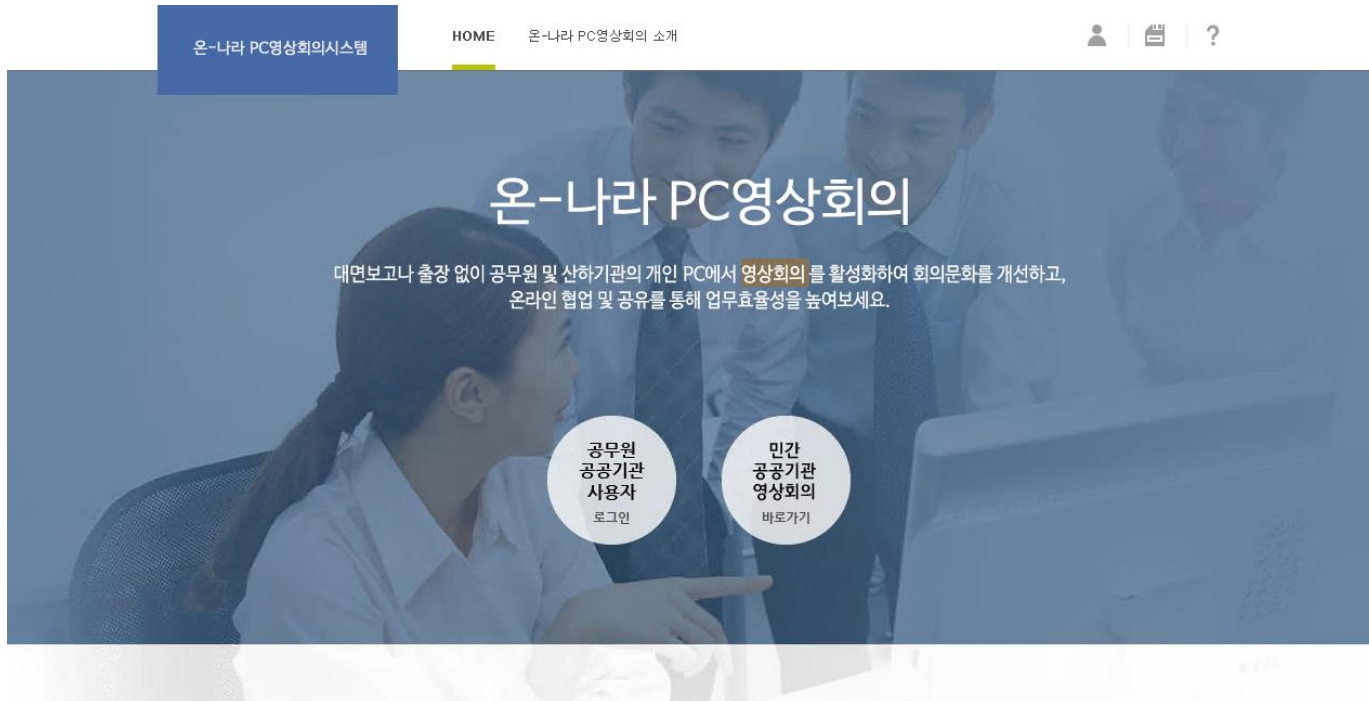 온-나라 PC영상회의시스템
HOME 온-나라 PC영상회의 소개
?
온-나라 PC영상회의
대면보고나 출장 없이 공무원 및 산하기관의 개인 PC에서 영상회의 를 활성화하여 회의문화를 개선하고,
온라인 협업 및 공유를 통해 업무효율성을 높여보세요.
공무원
공공기관
사용자
로그인
민간
공공기관
영상회의
바로가기